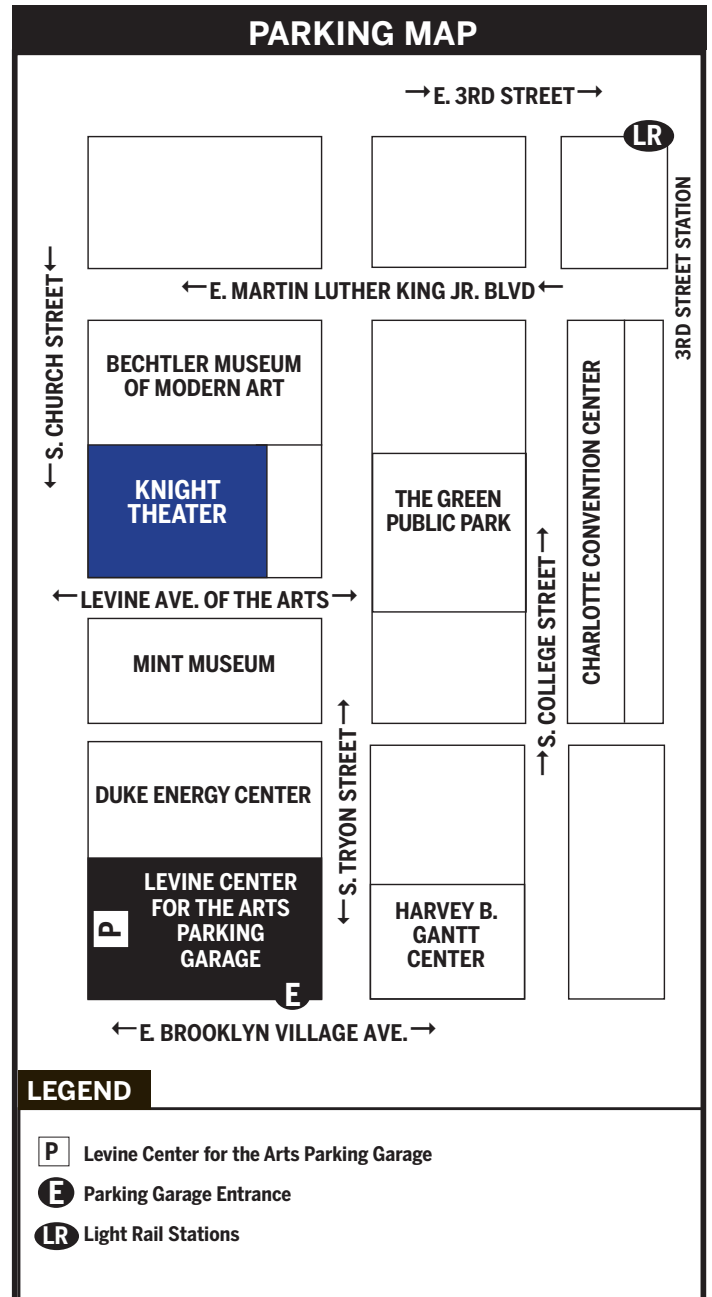 PARKING MAP
→E. 3RD STREET→
LR
3RD STREET STATION
←E. MARTIN LUTHER KING JR. BLVD←
←S. CHURCH STREET←
BECHTLER MUSEUM
OF MODERN ART
KNIGHT
THEATER
THE GREEN
PUBLIC PARK
CHARLOTTE CONVENTION CENTER
←LEVINE AVE. OF THE ARTS→
→S. COLLEGE STREET→
MINT MUSEUM
←S. TRYON STREET→
DUKE ENERGY CENTER
P
LEVINE CENTER
FOR THE ARTS
PARKING
GARAGE
E
HARVEY B.
GANTT
CENTER
←E. BROOKLYN VILLAGE AVE.→
LEGEND
P Levine Center for the Arts Parking Garage
E Parking Garage Entrance
LR Light Rail Stations